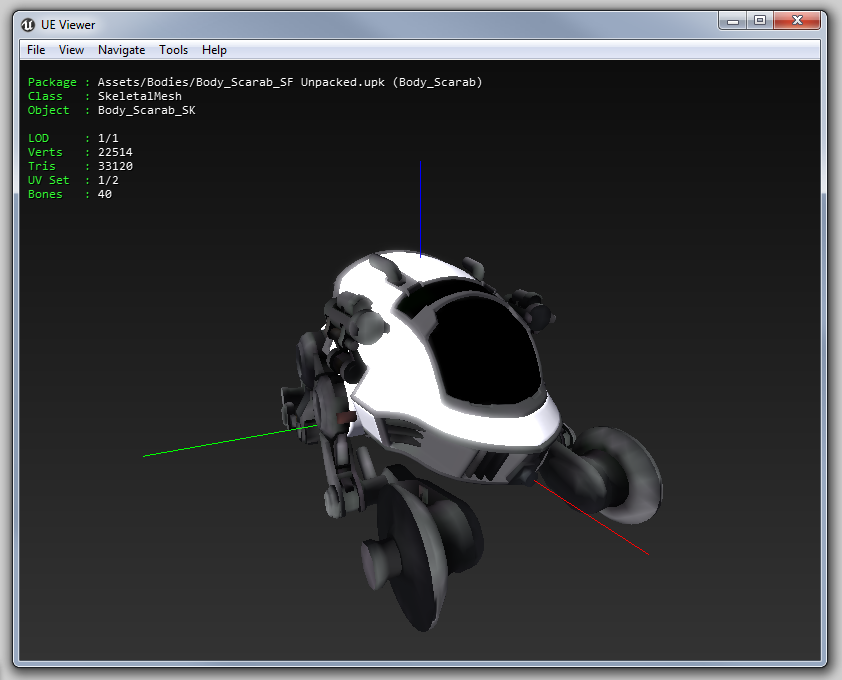 UE Viewer
File View Navigate Tools Help
Package : Assets/Bodies/Body_Scarab_SF Unpacked.upk (Body_Scarab)
Class : SkeletalMesh
Object : Body_Scarab_SK
LOD : 1/1
Verts : 22514
Tris : 33120
UV Set : 1/2
Bones : 40